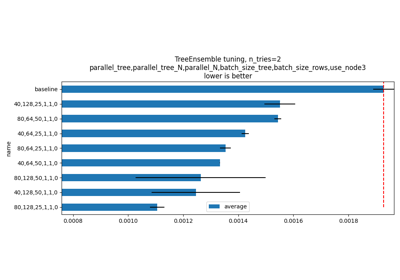 TreeEnsemble tuning, n_tries=2
parallel_tree,parallel_tree_N,parallel_N,batch_size_tree,batch_size_rows,use_node3
lower is better
baseline
40,128,25,1,1,0
80,64,50,1,1,0
40,64,25,1,1,0
80,64,25,1,1,0
40,64,50,1,1,0
80,128,50,1,1,0
40,128,50,1,1,0
80,128,25,1,1,0
name
average
0.0008 0.0010 0.0012 0.0014 0.0016 0.0018